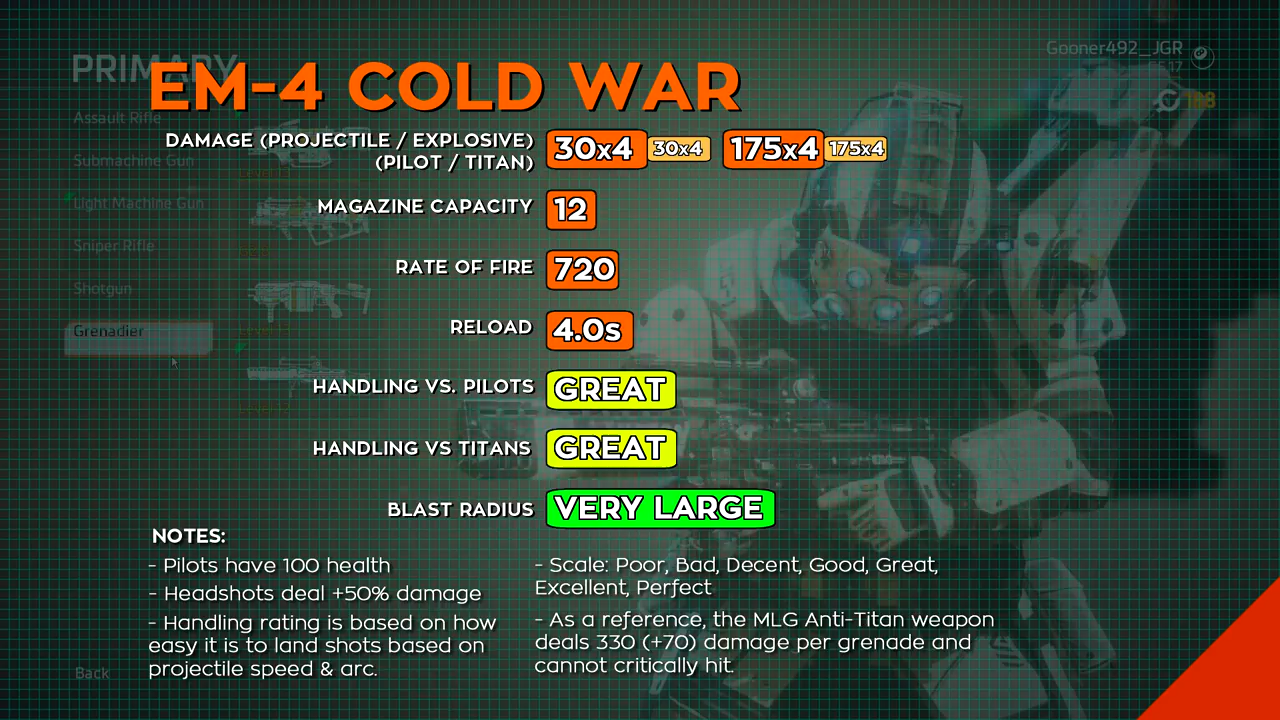 PRIMARY
Gooner492_JGR
EM-4 COLD WAR
188
Assault Rifle
DAMAGE (PROJECTILE / EXPLOSIVE)
(PILOT / TITAN)
30x4 30x4 175x4 175x4
Submachine Gun
Light Machine Gun
MAGAZINE CAPACITY 12
Sniper Rifle
RATE OF FIRE 720
Shotgun
Grenadier
RELOAD 4.0s
HANDLING VS. PILOTS GREAT
HANDLING VS TITANS GREAT
BLAST RADIUS VERY LARGE
NOTES:
- Pilots have 100 health
- Headshots deal +50% damage
- Handling rating is based on how
easy it is to land shots based on
projectile speed & arc.
- Scale: Poor, Bad, Decent, Good, Great,
Excellent, Perfect
- As a reference, the MLG Anti-Titan weapon
deals 330 (+70) damage per grenade and
cannot critically hit.
Back